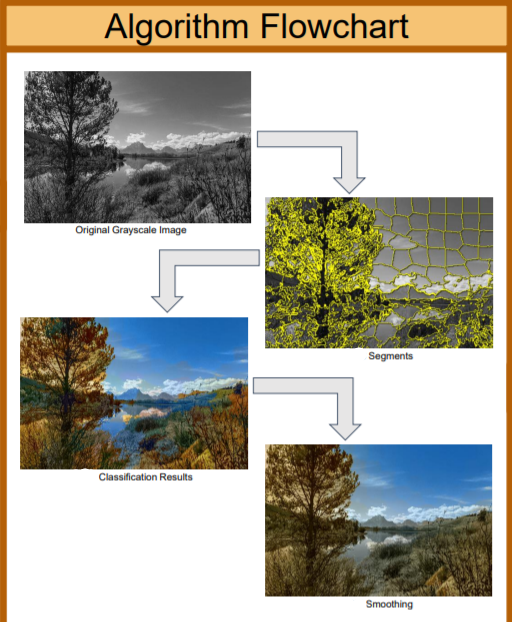 Algorithm Flowchart
Original Grayscale Image
Segments
Classification Results
Smoothing